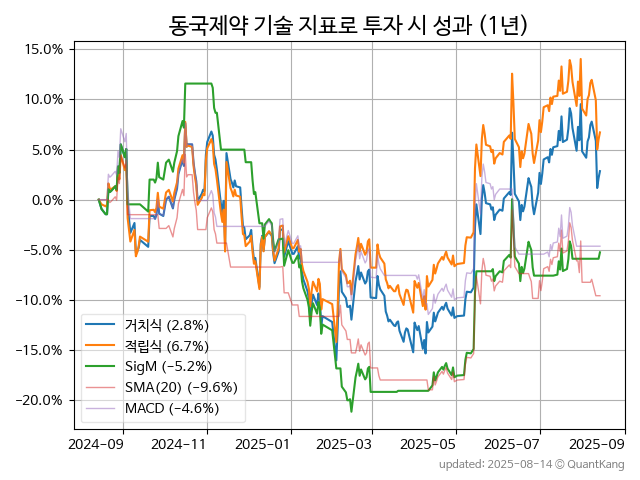 동국제약 기술 지표로 투자 시 성과 (1년)
15.0%
10.0%
5.0%
0.0%
−5.0%
−10.0%
−15.0%
−20.0%
거치식 (2.8%)
적립식 (6.7%)
SigM (−5.2%)
SMA(20) (−9.6%)
MACD (−4.6%)
2024-09 2024-11 2025-01 2025-03 2025-05 2025-07 2025-09
updated: 2025-08-14 © QuantKang